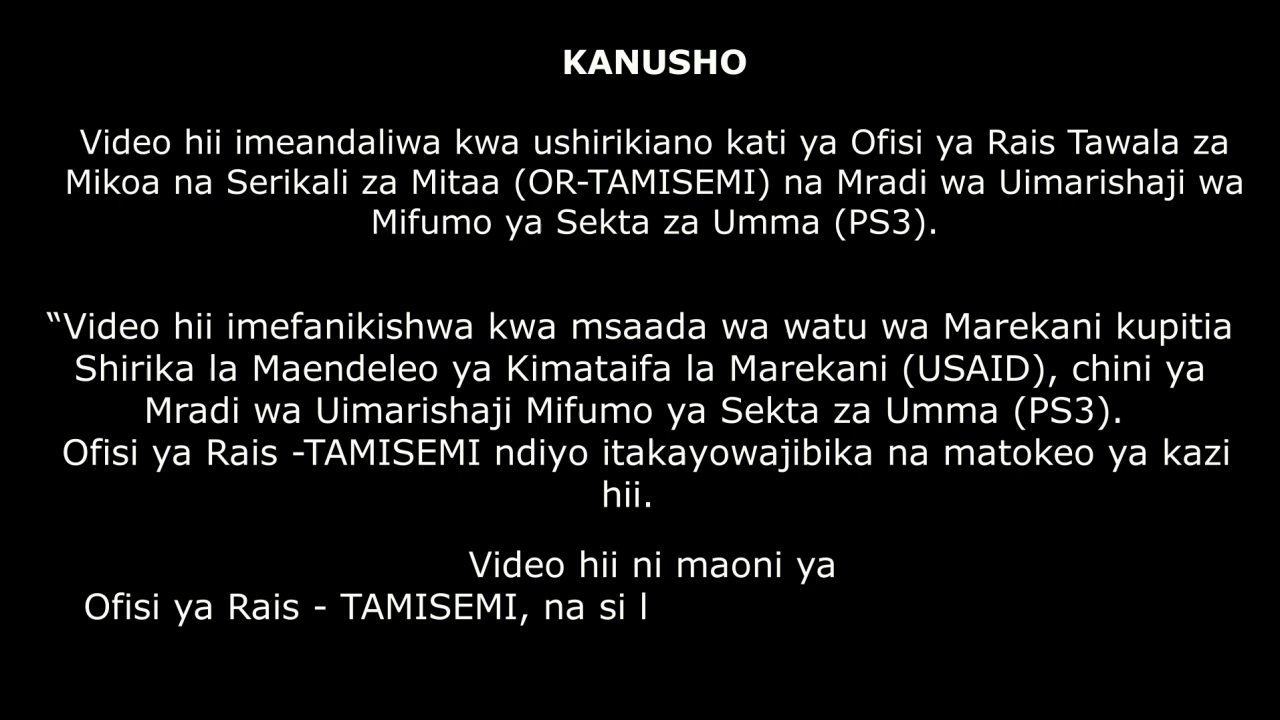 KANUSHO
Video hii imeandaliwa kwa ushirikiano kati ya Ofisi ya Rais Tawala za
Mikoa na Serikali za Mitaa (OR-TAMISEMI) na Mradi wa Uimarishaji wa
Mifumo ya Sekta za Umma (PS3).
“Video hii imefanikishwa kwa msaada wa watu wa Marekani kupitia
Shirika la Maendeleo ya Kimataifa la Marekani (USAID), chini ya
Mradi wa Uimarishaji Mifumo ya Sekta za Umma (PS3).
Ofisi ya Rais -TAMISEMI ndiyo itakayowajibika na matokeo ya kazi
hii.
Video hii ni maoni ya
Ofisi ya Rais - TAMISEMI, na si l